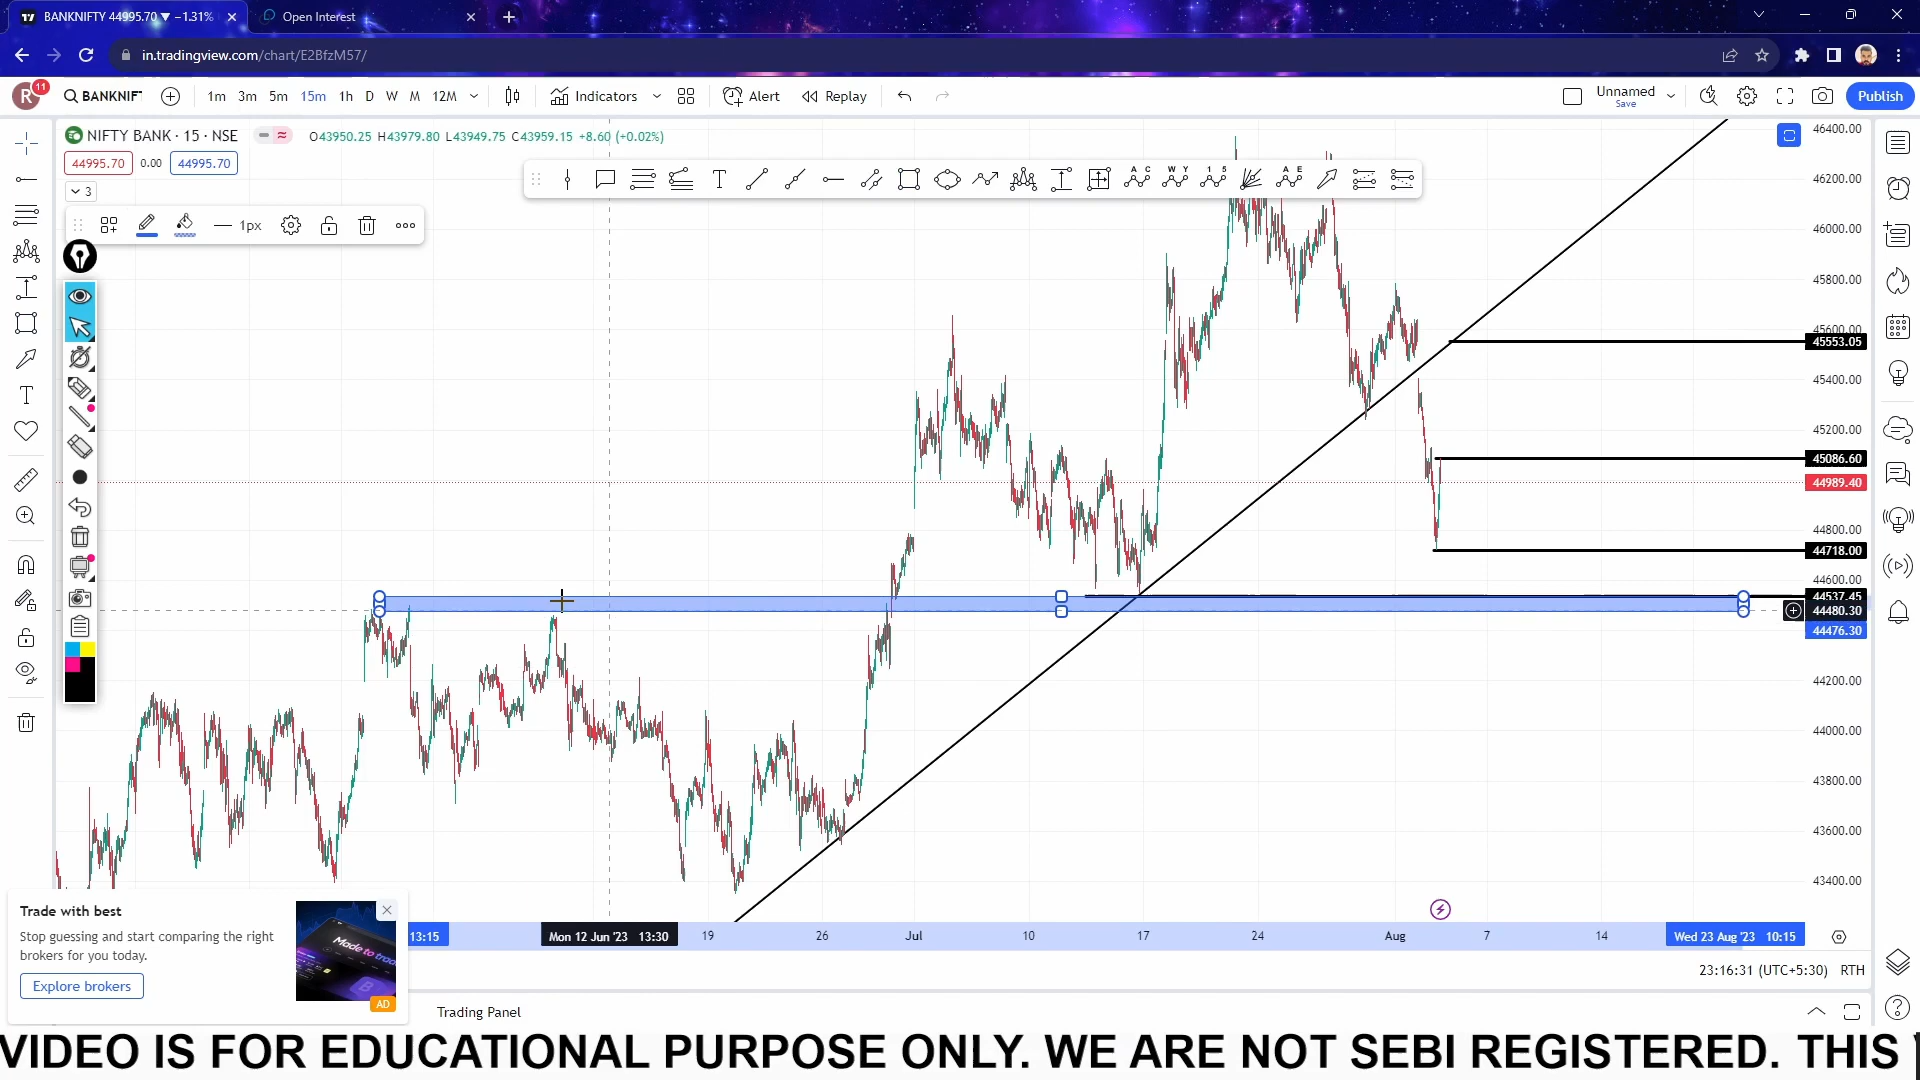 BANKNIFTY 44995.70 ▼ −1.31%
Open Interest
in.tradingview.com/chart/E2BfzM57/
R 11
BANKNIF
1m 3m 5m 15m 1h D W M 12M
Indicators
Alert
Replay
Unnamed
Save
Publish
NIFTY BANK · 15 · NSE
O43950.25 H43979.80 L43949.75 C43959.15 +8.60 (+0.02%)
44995.70 0.00 44995.70
3
1px
46400.00
46200.00
46000.00
45800.00
45600.00
45553.05
45400.00
45200.00
45086.60
44989.40
44800.00
44718.00
44600.00
44537.45
44480.30
44476.30
44200.00
44000.00
43800.00
43600.00
43400.00
13:15
Mon 12 Jun '23 13:30
19
26
Jul
10
17
24
Aug
7
14
Wed 23 Aug '23 10:15
23:16:31 (UTC+5:30) RTH
Trade with best
Stop guessing and start comparing the right
brokers for you today.
Explore brokers
AD
Trading Panel
VIDEO IS FOR EDUCATIONAL PURPOSE ONLY. WE ARE NOT SEBI REGISTERED. THIS